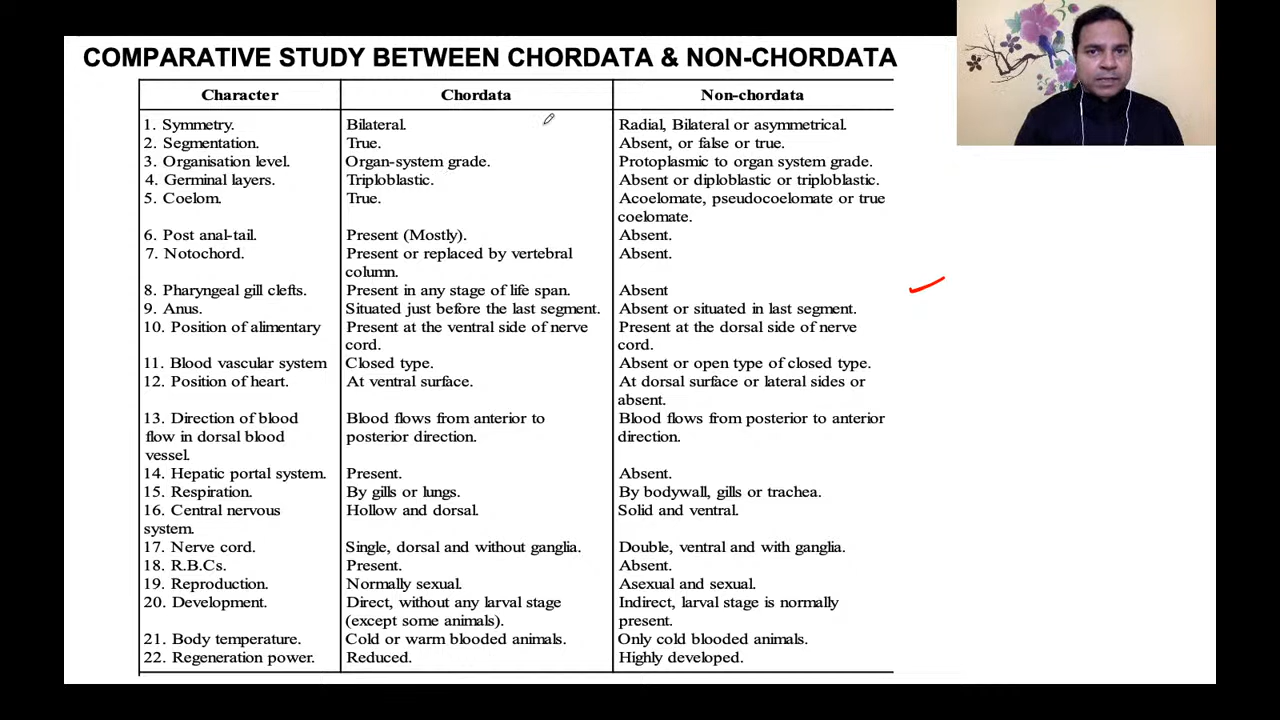 COMPARATIVE STUDY BETWEEN CHORDATA & NON-CHORDATA
Character Chordata Non-chordata
1. Symmetry. Bilateral. Radial, Bilateral or asymmetrical.
2. Segmentation. True. Absent, or false or true.
3. Organisation level. Organ-system grade. Protoplasmic to organ system grade.
4. Germinal layers. Triploblastic. Absent or diploblastic or triploblastic.
5. Coelom. True. Acoelomate, pseudocoelomate or true
coelomate.
6. Post anal-tail. Present (Mostly). Absent.
7. Notochord. Present or replaced by vertebral Absent.
column.
8. Pharyngeal gill clefts. Present in any stage of life span. Absent
9. Anus. Situated just before the last segment. Absent or situated in last segment.
10. Position of alimentary Present at the ventral side of nerve Present at the dorsal side of nerve
cord. cord.
11. Blood vascular system Closed type. Absent or open type of closed type.
12. Position of heart. At ventral surface. At dorsal surface or lateral sides or
absent.
13. Direction of blood Blood flows from anterior to Blood flows from posterior to anterior
flow in dorsal blood posterior direction. direction.
vessel.
14. Hepatic portal system. Present. Absent.
15. Respiration. By gills or lungs. By bodywall, gills or trachea.
16. Central nervous Hollow and dorsal. Solid and ventral.
system.
17. Nerve cord. Single, dorsal and without ganglia. Double, ventral and with ganglia.
18. R.B.Cs. Present. Absent.
19. Reproduction. Normally sexual. Asexual and sexual.
20. Development. Direct, without any larval stage Indirect, larval stage is normally
(except some animals). present.
21. Body temperature. Cold or warm blooded animals. Only cold blooded animals.
22. Regeneration power. Reduced. Highly developed.